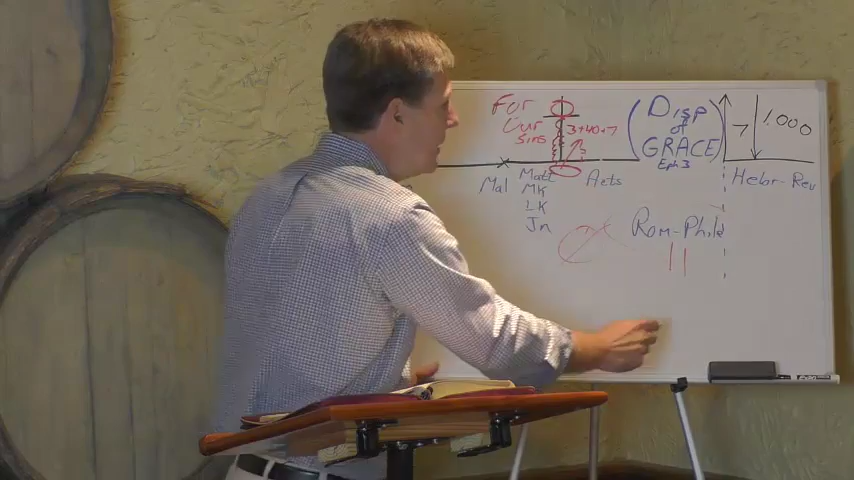 For
Our
Sins
3+40+7
Disp
of
GRACE
Eph 3
7
1,000
Mal
Matt
MK
LK
Jn
Acts
Hebr-Rev
Rom-Phild